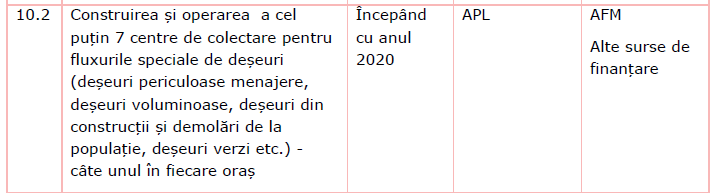 10.2
Construirea și operarea a cel
puțin 7 centre de colectare pentru
fluxurile speciale de deșeuri
(deșeuri periculoase menajere,
deșeuri voluminoase, deșeuri din
construcții și demolări de la
populație, deșeuri verzi etc.) -
câte unul în fiecare oraș
Începând
cu anul
2020
APL
AFM
Alte surse de
finanțare